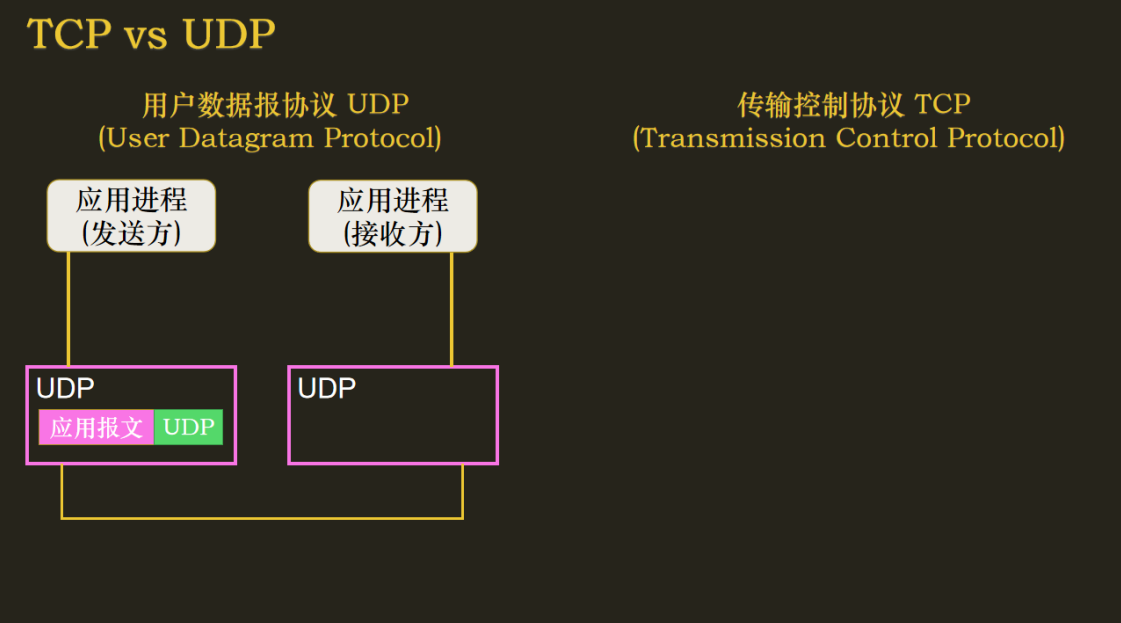 TCP vs UDP
用户数据报协议 UDP
(User Datagram Protocol)
传输控制协议 TCP
(Transmission Control Protocol)
应用进程
(发送方)
应用进程
(接收方)
UDP
应用报文 UDP
UDP